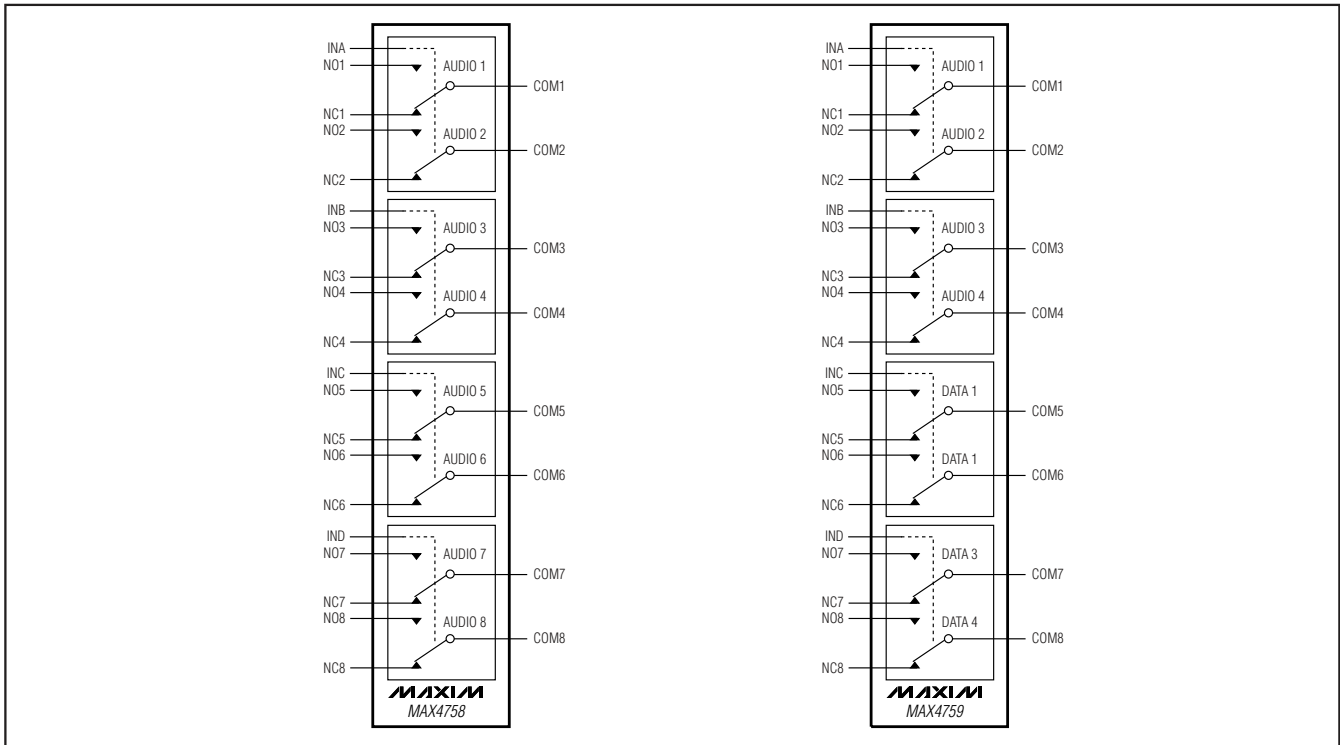 INA
NO1
AUDIO 1
COM1
NC1
NO2
AUDIO 2
COM2
NC2
INB
NO3
AUDIO 3
COM3
NC3
NO4
AUDIO 4
COM4
NC4
INC
NO5
AUDIO 5
COM5
NC5
NO6
AUDIO 6
COM6
NC6
IND
NO7
AUDIO 7
COM7
NC7
NO8
AUDIO 8
COM8
NC8
MAXIM
MAX4758
INA
NO1
AUDIO 1
COM1
NC1
NO2
AUDIO 2
COM2
NC2
INB
NO3
AUDIO 3
COM3
NC3
NO4
AUDIO 4
COM4
NC4
INC
NO5
DATA 1
COM5
NC5
NO6
DATA 1
COM6
NC6
IND
NO7
DATA 3
COM7
NC7
NO8
DATA 4
COM8
NC8
MAXIM
MAX4759